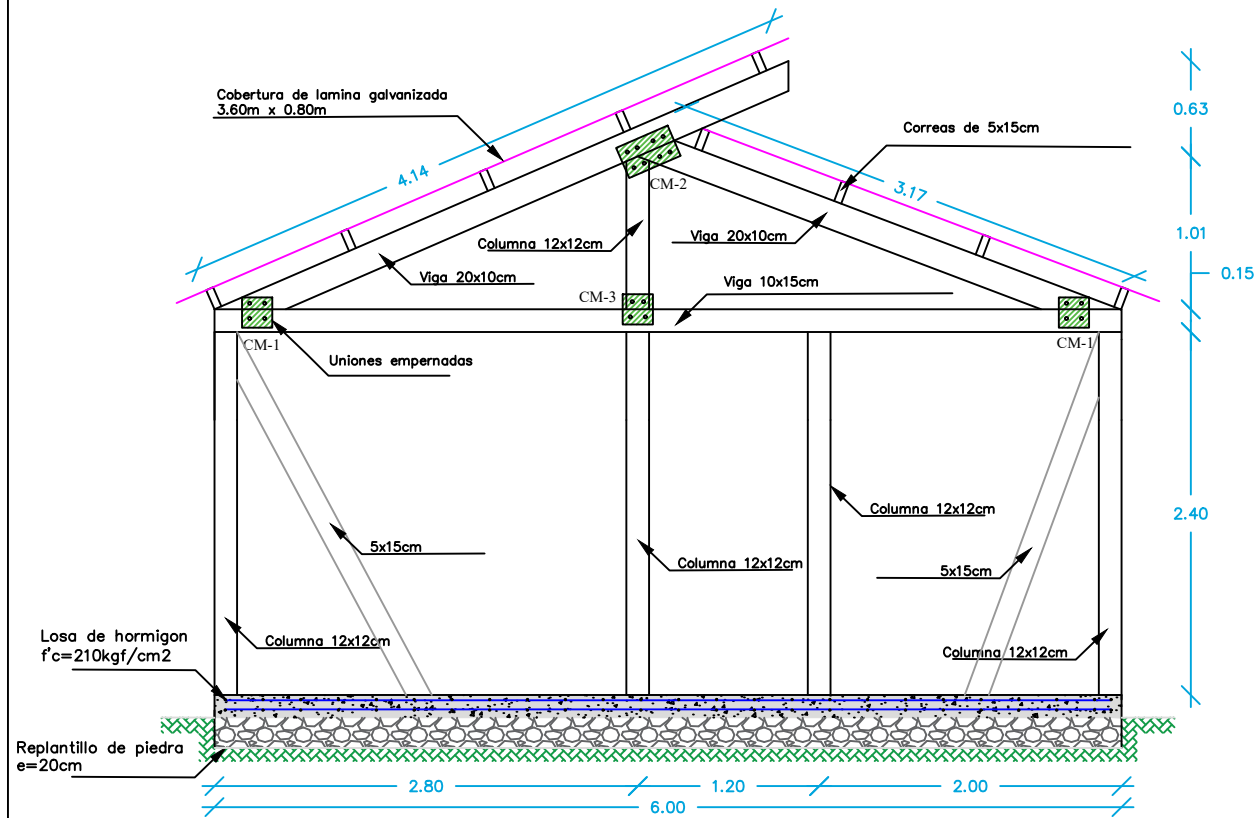 0.63
Cobertura de lamina galvanizada
3.60m x 0.80m
Correas de 5x15cm
4.14
CM-2
3.17
Columna 12x12cm
Viga 20x10cm
1.01
Viga 20x10cm
Viga 10x15cm
0.15
CM-3
CM-1
CM-1
Uniones empernadas
Columna 12x12cm
2.40
5x15cm
Columna 12x12cm
5x15cm
Losa de hormigon
f'c=210kgf/cm2
Columna 12x12cm
Columna 12x12cm
Replantillo de piedra
e=20cm
2.80
1.20
2.00
6.00